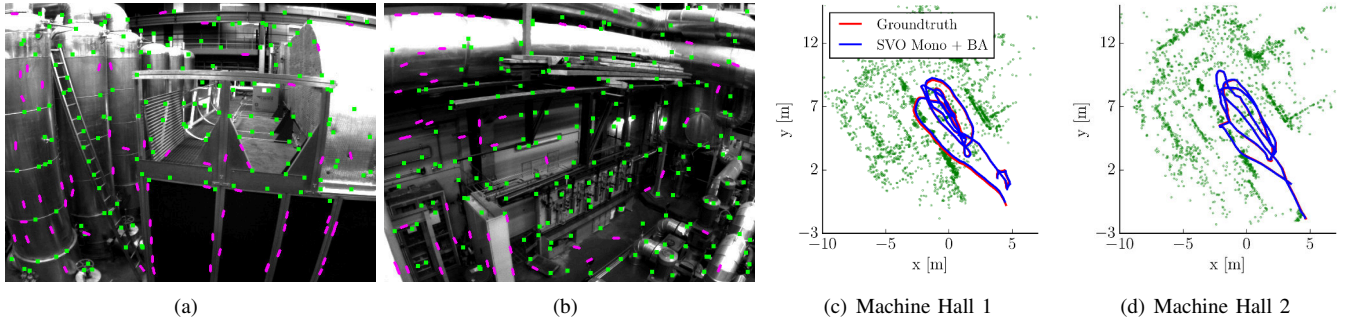 Groundtruth
SVO Mono + BA
y [m]
12
7
2
−3
−10
−5
0
5
x [m]
y [m]
12
7
2
−3
−10
−5
0
5
x [m]
(a)
(b)
(c) Machine Hall 1
(d) Machine Hall 2